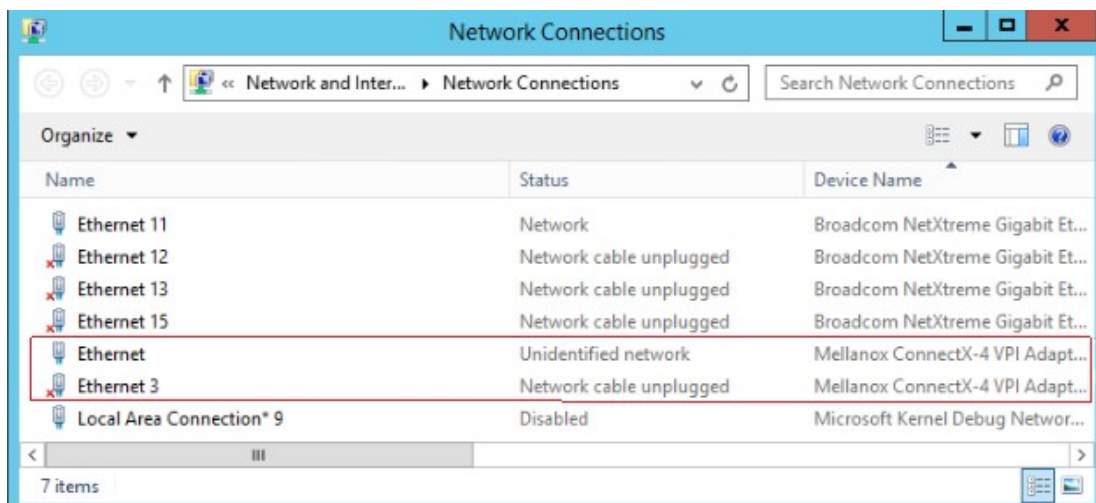 Network Connections
« Network and Inter... Network Connections Search Network Connections
Organize
Name Status Device Name
Ethernet 11 Network Broadcom NetXtreme Gigabit Et...
Ethernet 12 Network cable unplugged Broadcom NetXtreme Gigabit Et...
Ethernet 13 Network cable unplugged Broadcom NetXtreme Gigabit Et...
Ethernet 15 Network cable unplugged Broadcom NetXtreme Gigabit Et...
Ethernet Unidentified network Mellanox ConnectX-4 VPI Adapt...
Ethernet 3 Network cable unplugged Mellanox ConnectX-4 VPI Adapt...
Local Area Connection* 9 Disabled Microsoft Kernel Debug Networ...
7 items